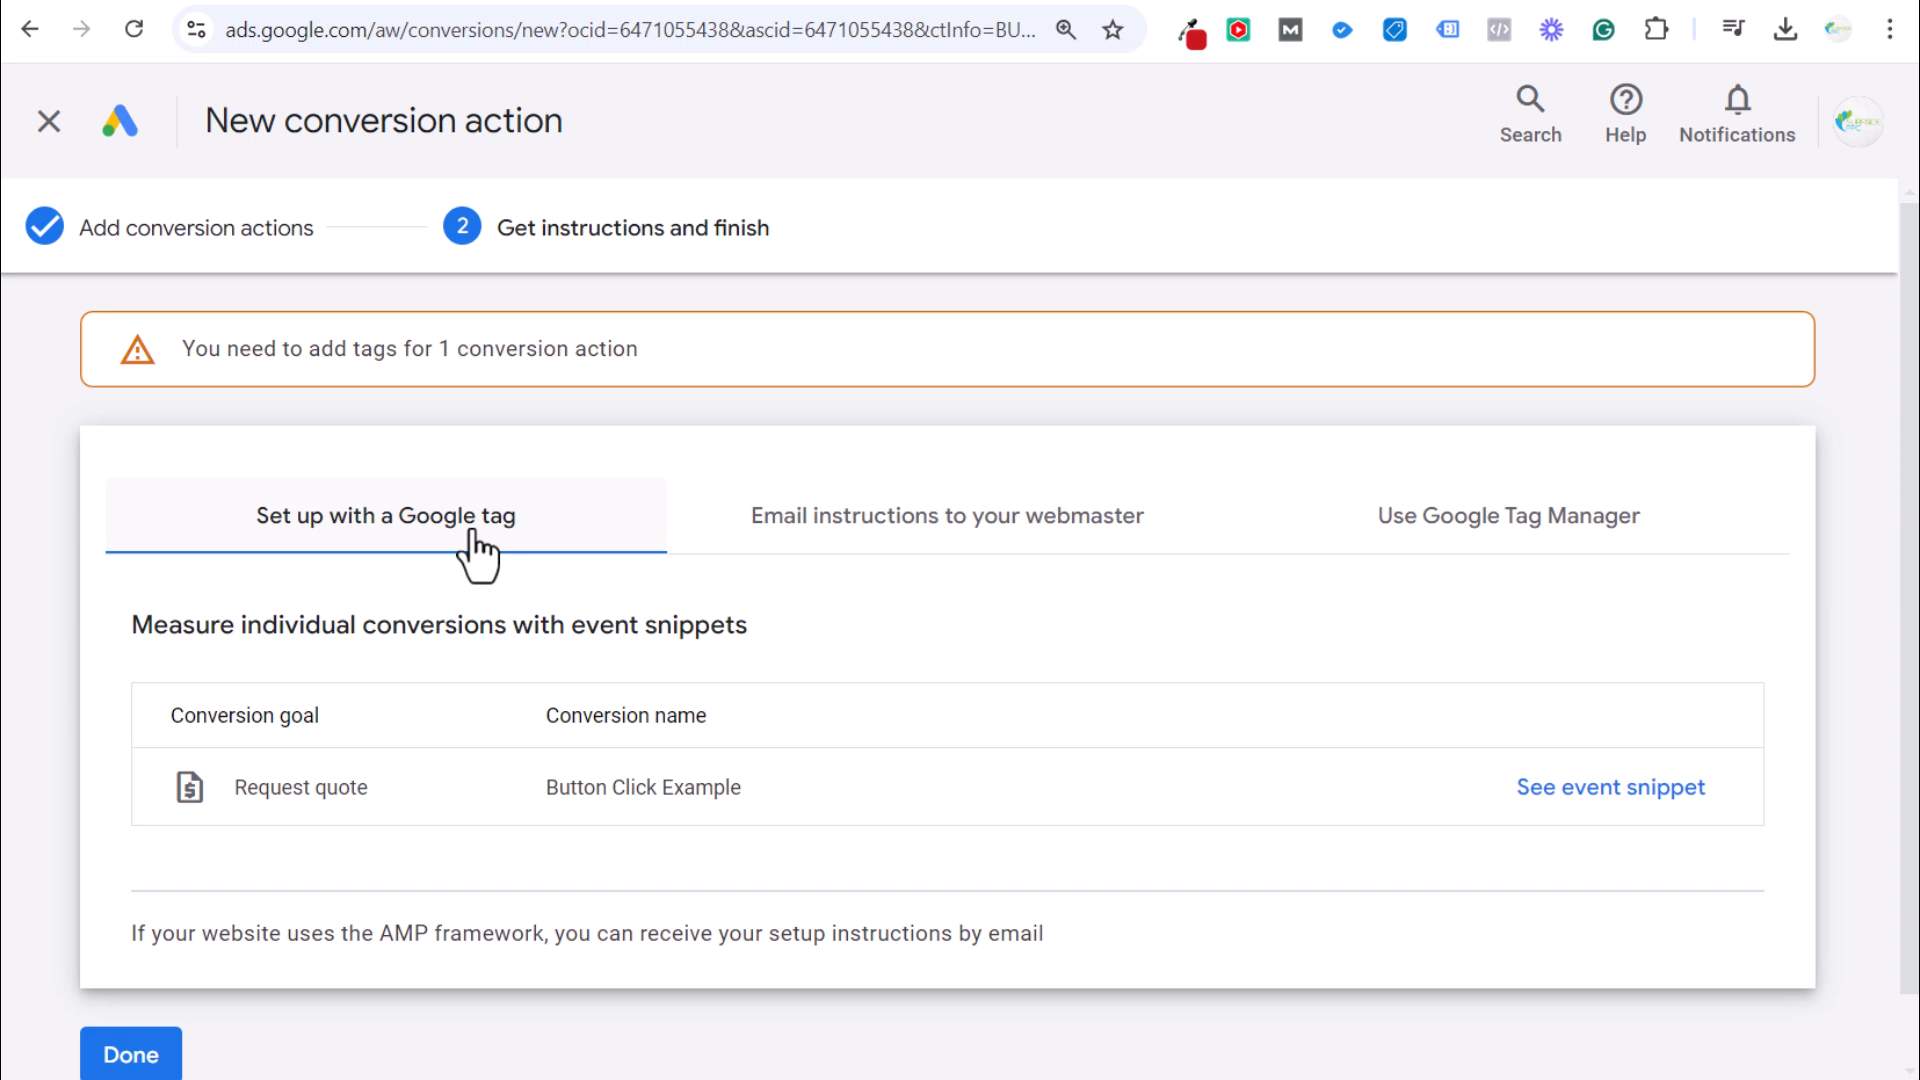 ads.google.com/aw/conversions/new?ocid=6471055438&ascid=6471055438&ctInfo=BU...
New conversion action
Search
Help
Notifications
Add conversion actions
2
Get instructions and finish
You need to add tags for 1 conversion action
Set up with a Google tag
Email instructions to your webmaster
Use Google Tag Manager
Measure individual conversions with event snippets
Conversion goal
Conversion name
Request quote
Button Click Example
See event snippet
If your website uses the AMP framework, you can receive your setup instructions by email
Done